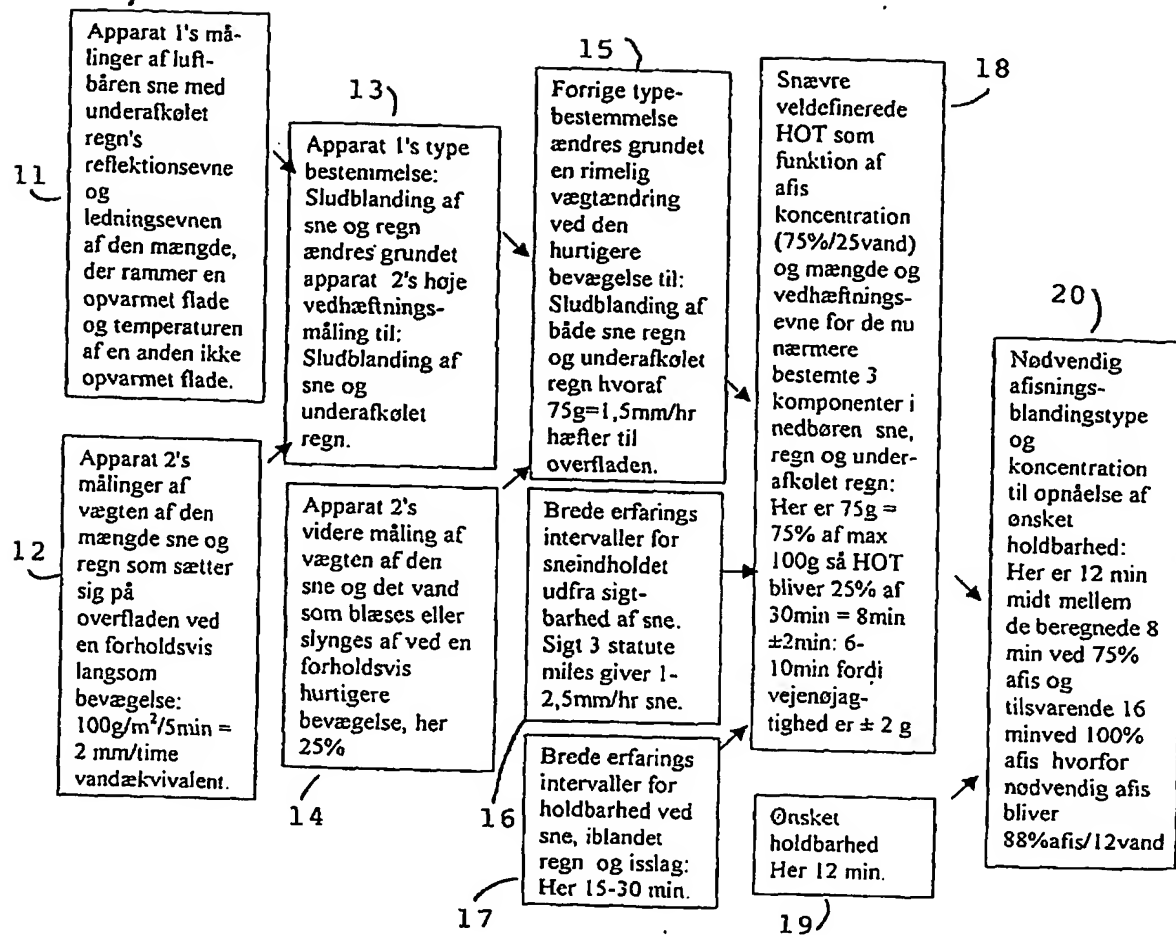 11
Apparat 1's må-
linger af luft-
båren sne med
underafkølet
regn's
reflektionsevne
og
ledningsevnen
af den mængde,
der rammer en
opvarmet flade
og temperaturen
af en anden ikke
opvarmet flade.
12
Apparat 2's
målinger af
vægten af den
mængde sne og
regn som sætter
sig på
overfladen ved
en forholdsvis
langsom
bevægelse:
100g/m²/5min =
2 mm/time
vandækvivalent.
13
Apparat 1's type
bestemmelse:
Sludblanding af
sne og regn
ændres grundet
apparat 2's høje
vedhæftnings-
måling til:
Sludblanding af
sne og
underafkølet
regn.
Apparat 2's
videre måling af
vægten af den
sne og det vand
som blæses eller
slynges af ved en
forholdsvis
hurtigere
bevægelse, her
25%
14
15
Forrige type-
bestemmelse
ændres grundet
en rimelig
vægtændring
ved den
hurtigere
bevægelse til:
Sludblanding af
både sne regn
og underafkølet
regn hvoraf
75g=1,5mm/hr
hæfter til
overfladen.
Brede erfarings
intervaller for
sneindholdet
udfra sigt-
barhed af sne.
Sigt 3 statute
miles giver 1-
2,5mm/hr sne.
16
Brede erfarings
intervaller for
holdbarhed ved
sne, iblandet
regn og isslag:
Her 15-30 min.
17
18
Snævre
veldefinerede
HOT som
funktion af
afis
koncentration
(75%/25vand)
og mængde og
vedhæftnings-
evne for de nu
nærmere
bestemte 3
komponenter i
nedbøren sne,
regn og under-
afkølet regn:
Her er 75g =
75% af max
100g så HOT
bliver 25% af
30min = 8min
±2min: 6-
10min fordi
vejenøjag-
tighed er ± 2 g
Ønsket
holdbarhed
Her 12 min.
19
20
Nødvendig
afisnings-
blandingstype
og
koncentration
til opnåelse af
ønsket
holdbarhed:
Her er 12 min
midt mellem
de beregnede 8
min ved 75%
afis og
tilsvarende 16
minved 100%
afis hvorfor
nødvendig afis
bliver
88%afis/12vand